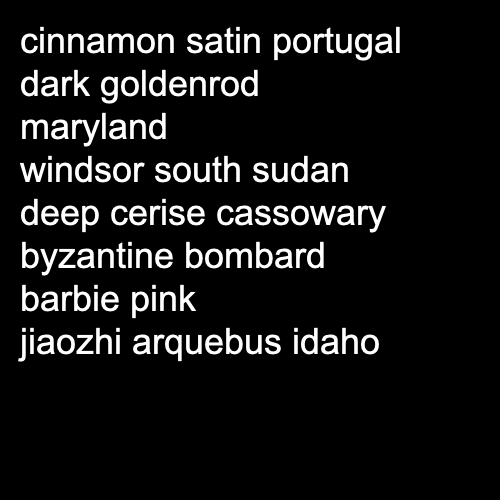 cinnamon satin portugal
dark goldenrod
maryland
windsor south sudan
deep cerise cassowary
byzantine bombard
barbie pink
jiaozhi arquebus idaho